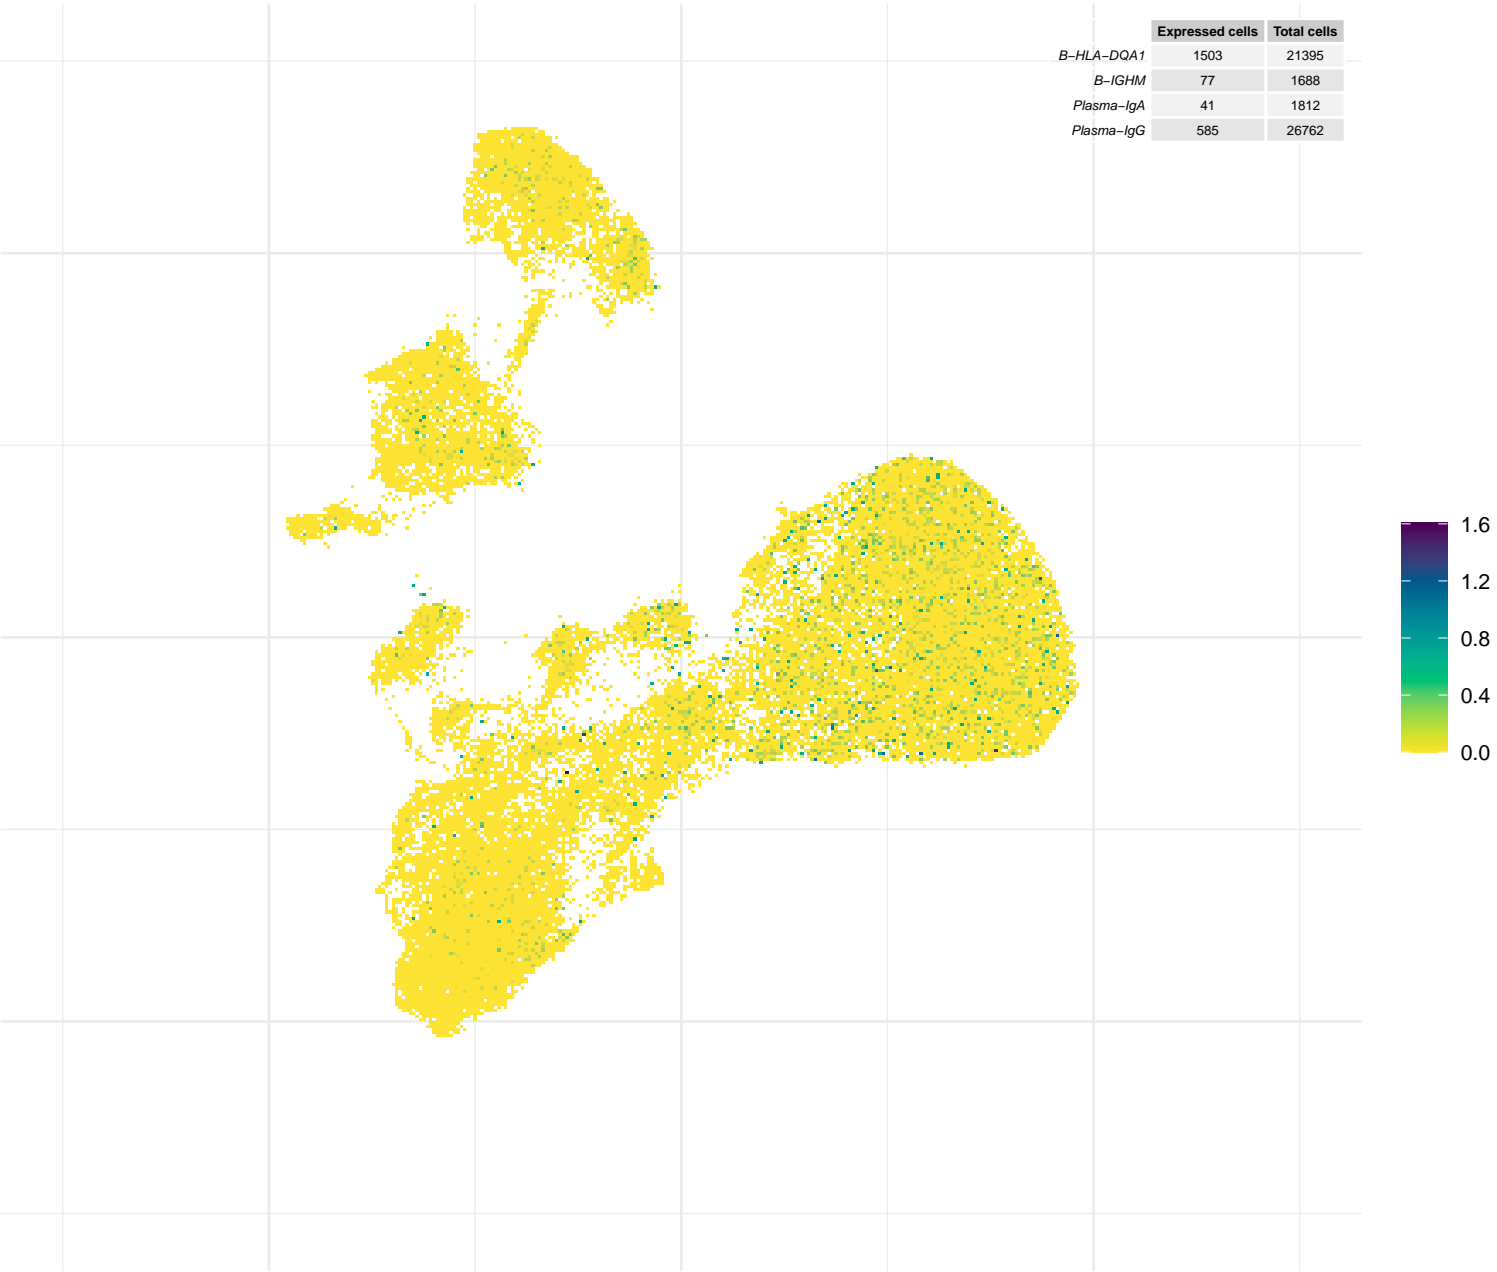 Expressed cells Total cells
B−HLA−DQA1 1503 21395
B−IGHM 77 1688
Plasma−IgA 41 1812
Plasma−IgG 585 26762
1.6
1.2
0.8
0.4
0.0